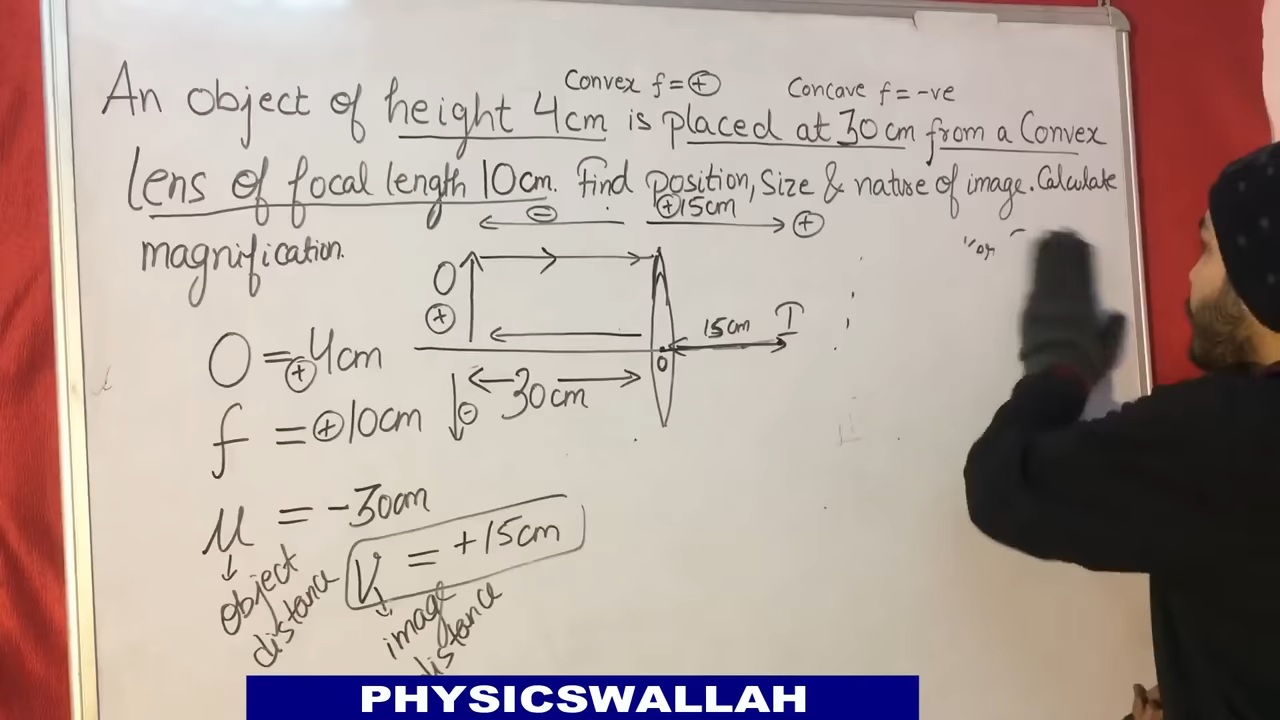 Convex f = ⊕ Concave f = -ve
An object of height 4cm is placed at 30cm from a Convex
lens of focal length 10cm. Find position, Size & nature of image. Calculate
magnification.
⊖ ⊕15cm ⊕
O
⊕
15cm I
O
O = ⊕4cm
⊖ 30cm
f = ⊕10cm
u = -30cm
V = +15cm
object
distance
image
distance
PHYSICSWALLAH